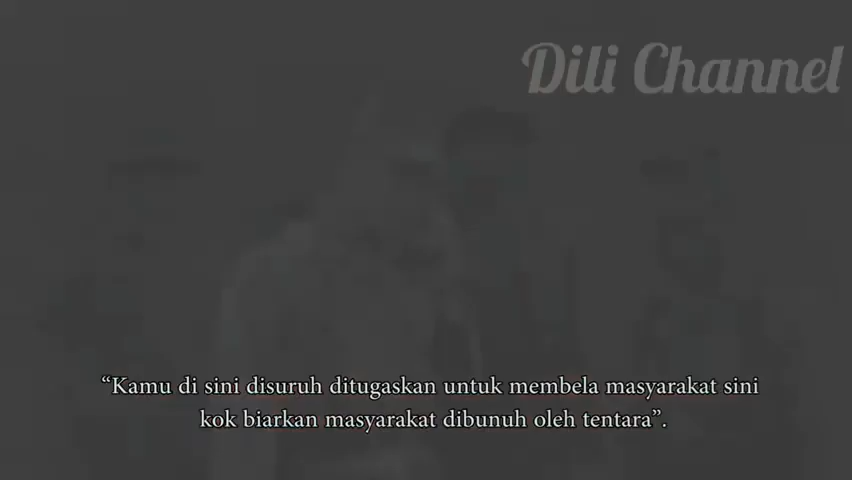 Dili Channel
“Kamu di sini disuruh ditugaskan untuk membela masyarakat sini
kok biarkan masyarakat dibunuh oleh tentara”.